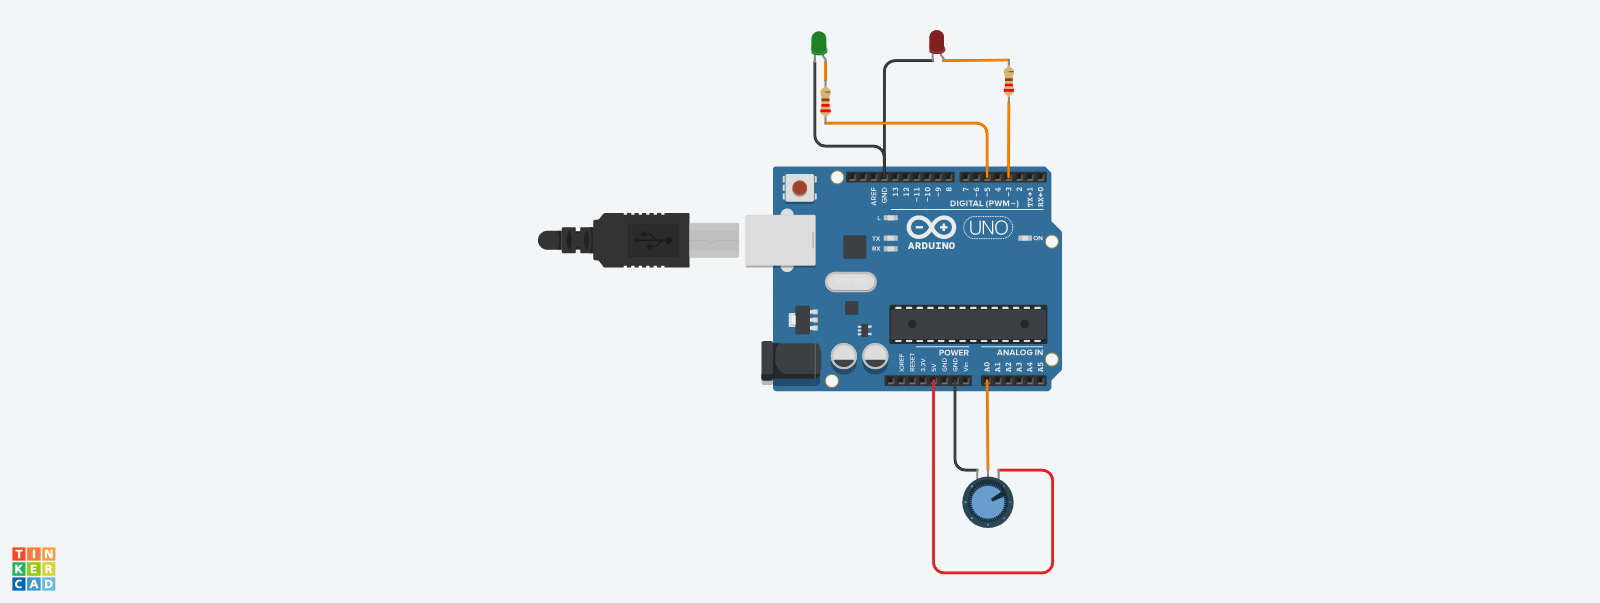 AREF
GND
13
12
~11
~10
~9
8
7
~6
~5
4
~3
2
TX→1
RX←0
DIGITAL (PWM~)
L
TX
RX
UNO
ARDUINO
ON
POWER
ANALOG IN
IOREF
RESET
3.3V
5V
GND
GND
Vin
A0
A1
A2
A3
A4
A5
TIN
KER
CAD